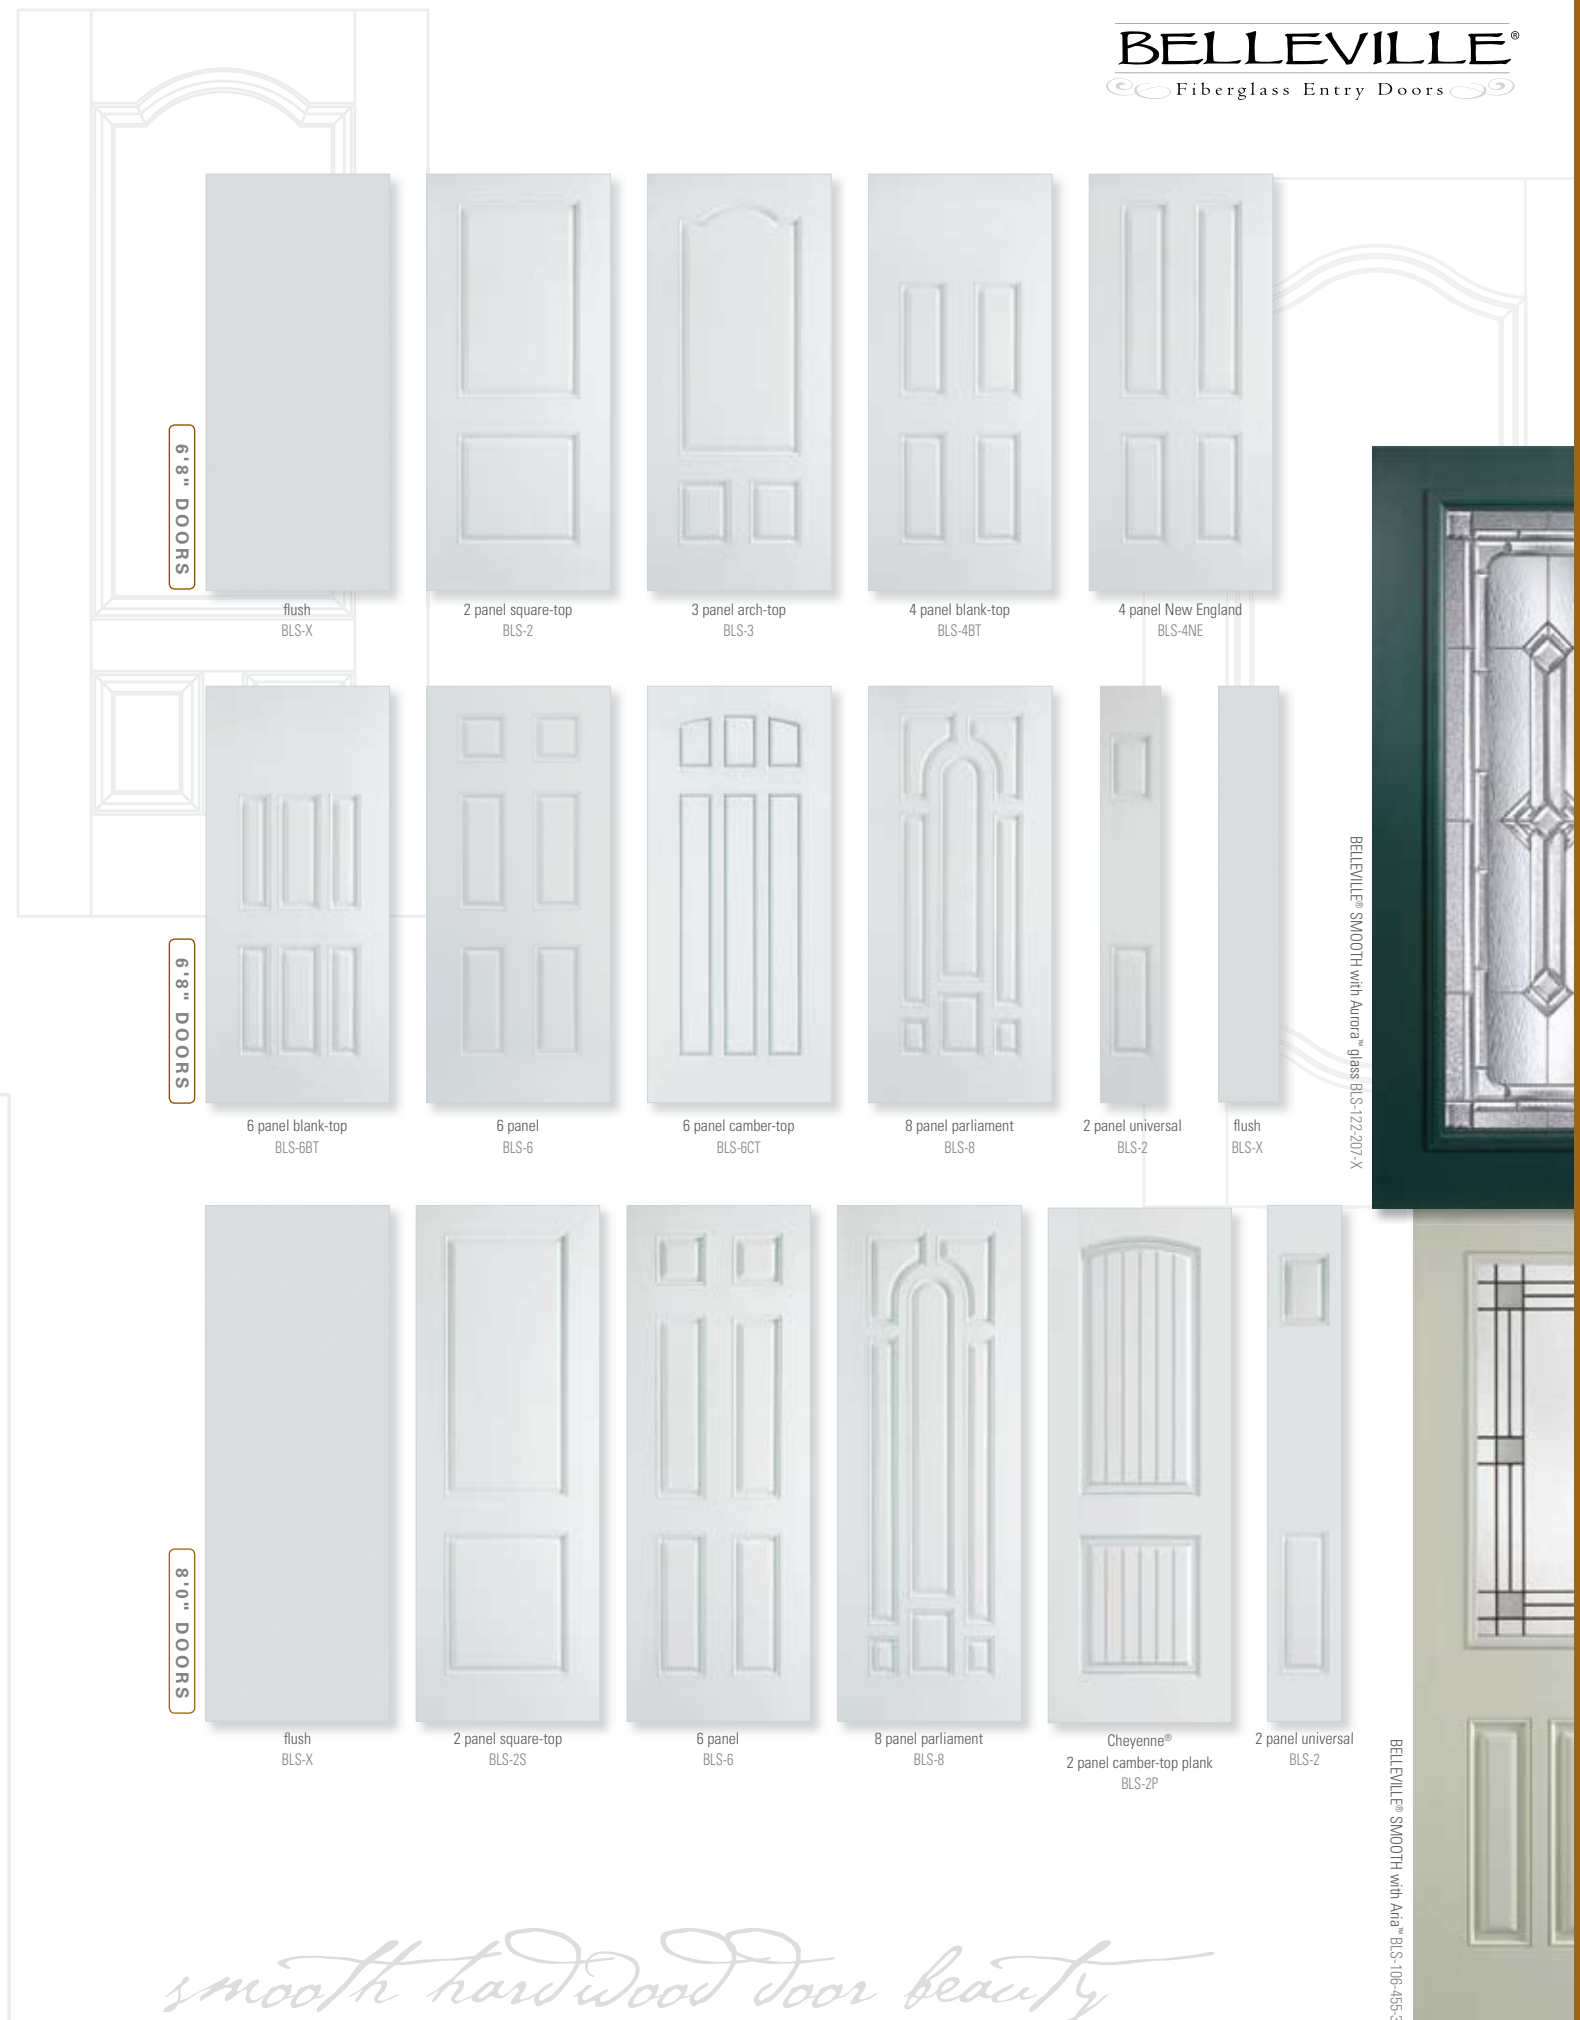 BELLEVILLE®
Fiberglass Entry Doors
6'8" DOORS
flush
BLS-X
2 panel square-top
BLS-2
3 panel arch-top
BLS-3
4 panel blank-top
BLS-4BT
4 panel New England
BLS-4NE
6'8" DOORS
6 panel blank-top
BLS-6BT
6 panel
BLS-6
6 panel camber-top
BLS-6CT
8 panel parliament
BLS-8
2 panel universal
BLS-2
flush
BLS-X
BELLEVILLE® SMOOTH with Aurora™ glass BLS-122-207-X
8'0" DOORS
flush
BLS-X
2 panel square-top
BLS-2S
6 panel
BLS-6
8 panel parliament
BLS-8
Cheyenne®
2 panel camber-top plank
BLS-2P
2 panel universal
BLS-2
BELLEVILLE® SMOOTH with Aria™ BLS-106-455-3
smooth hardwood door beauty